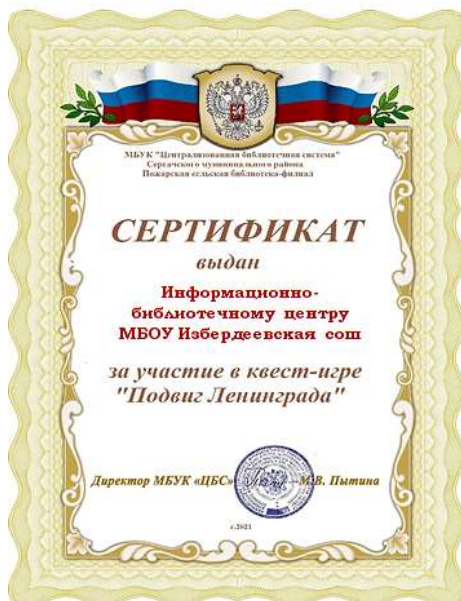 МБУК "Централизованная библиотечная система"
Сергачского муниципального района
Пожарская сельская библиотека-филиал
СЕРТИФИКАТ
выдан
Информационно-
библиотечному центру
МБОУ Избердеевская сош
за участие в квест-игре
"Подвиг Ленинграда"
Директор МБУК «ЦБС» М.В. Пытина
с.2021